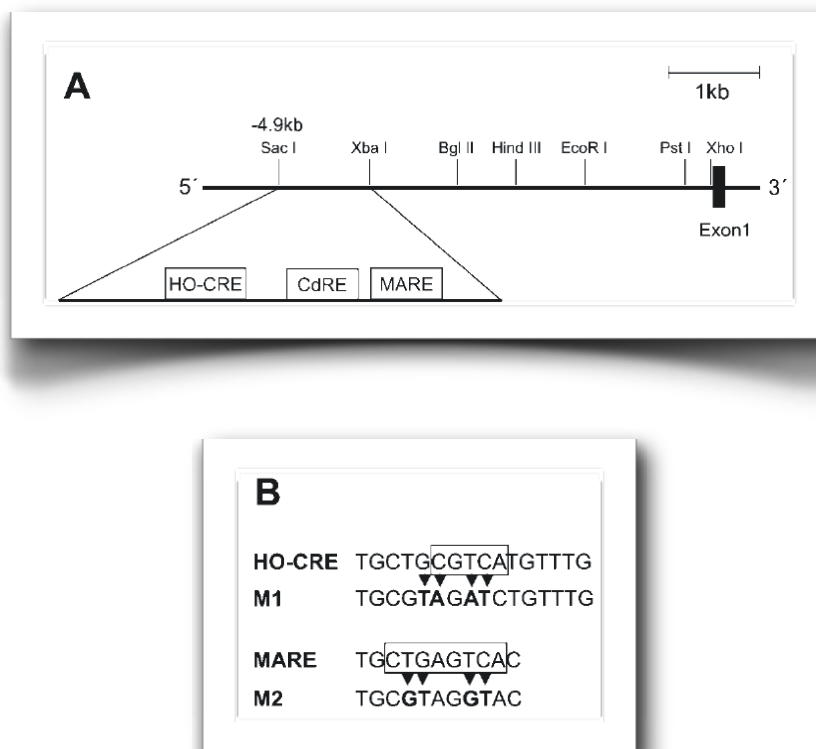 A
1kb
-4.9kb
Sac I Xba I Bgl II Hind III EcoR I Pst I Xho I
5´ 3´
Exon1
HO-CRE CdRE MARE
B
HO-CRE TGCTGCGTCATGTTTG
M1 TGCGTAGATCTGTTTG
MARE TGCTGAGTCAC
M2 TGCGTAGGTAC